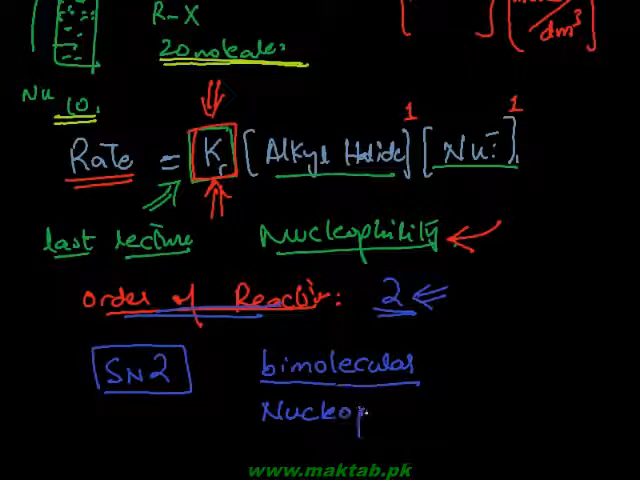 R-X
20 molecules
dm³
Nu 10.
1 1
Rate = Kr [Alkyl Halide] [Nu:⁻]
last lecture Nucleophilicity
order of Reaction: 2
SN2 bimolecular
Nucleop
www.maktab.pk